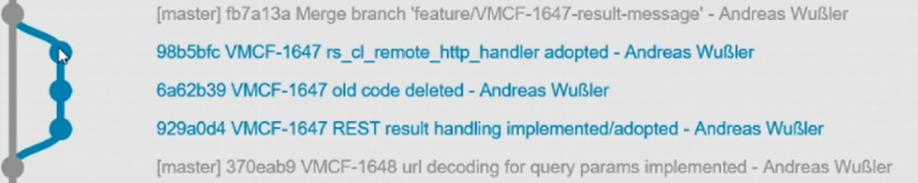 [master] fb7a13a Merge branch 'feature/VMCF-1647-result-message' - Andreas Wußler
98b5bfc VMCF-1647 rs_cl_remote_http_handler adopted - Andreas Wußler
6a62b39 VMCF-1647 old code deleted - Andreas Wußler
929a0d4 VMCF-1647 REST result handling implemented/adopted - Andreas Wußler
[master] 370eab9 VMCF-1648 url decoding for query params implemented - Andreas Wußler